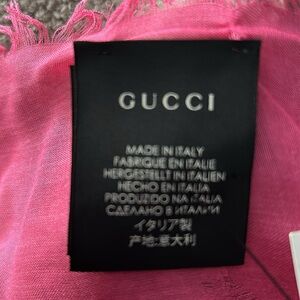 GUCCI
MADE IN ITALY
FABRIQUÉ EN ITALIE
HERGESTELLT IN ITALIEN
HECHO EN ITALIA
PRODUZIDO NA ITALIA
СДЕЛАНО В ИТАЛИИ
イタリア製
产地:意大利